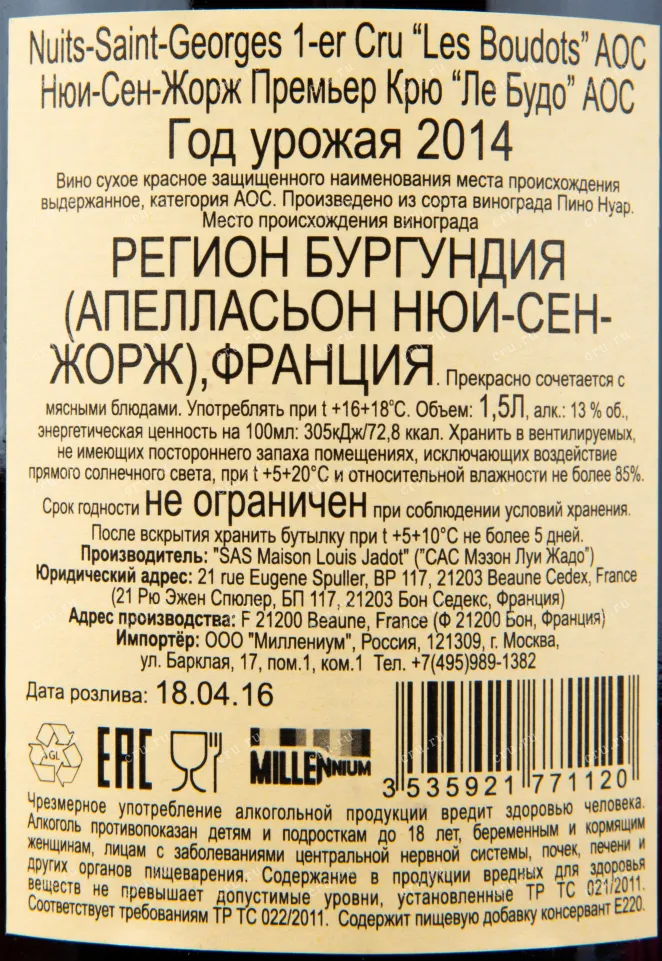 Nuits-Saint-Georges 1-er Cru “Les Boudots” AOC
Нюи-Сен-Жорж Премьер Крю “Ле Будо” АОС
Год урожая 2014
Вино сухое красное защищенного наименования места происхождения
выдержанное, категория АОС. Произведено из сорта винограда Пино Нуар.
Место происхождения винограда
РЕГИОН БУРГУНДИЯ
(АПЕЛЛАСЬОН НЮИ-СЕН-
ЖОРЖ),ФРАНЦИЯ. Прекрасно сочетается с
мясными блюдами. Употреблять при t +16+18°С. Объем: 1,5Л, алк.: 13 % об.,
энергетическая ценность на 100мл: 305кДж/72,8 ккал. Хранить в вентилируемых,
не имеющих постороннего запаха помещениях, исключающих воздействие
прямого солнечного света, при t +5+20°С и относительной влажности не более 85%.
Срок годности не ограничен при соблюдении условий хранения.
После вскрытия хранить бутылку при t +5+10°С не более 5 дней.
Производитель: "SAS Maison Louis Jadot" ("САС Мэзон Луи Жадо")
Юридический адрес: 21 rue Eugene Spuller, BP 117, 21203 Beaune Cedex, France
(21 Рю Эжен Спюлер, БП 117, 21203 Бон Седекс, Франция)
Адрес производства: F 21200 Beaune, France (Ф 21200 Бон, Франция)
Импортёр: ООО "Миллениум", Россия, 121309, г. Москва,
ул. Барклая, 17, пом.1, ком.1 Тел. +7(495)989-1382
Дата розлива: 18.04.16
GL EAC MILLENNIUM 3 535921 771120
Чрезмерное употребление алкогольной продукции вредит здоровью человека.
Алкоголь противопоказан детям и подросткам до 18 лет, беременным и кормящим
женщинам, лицам с заболеваниями центральной нервной системы, почек, печени и
других органов пищеварения. Содержание в продукции вредных для здоровья
веществ не превышает допустимые уровни, установленные ТР ТС 021/2011.
Соответствует требованиям ТР ТС 022/2011. Содержит пищевую добавку консервант Е220.